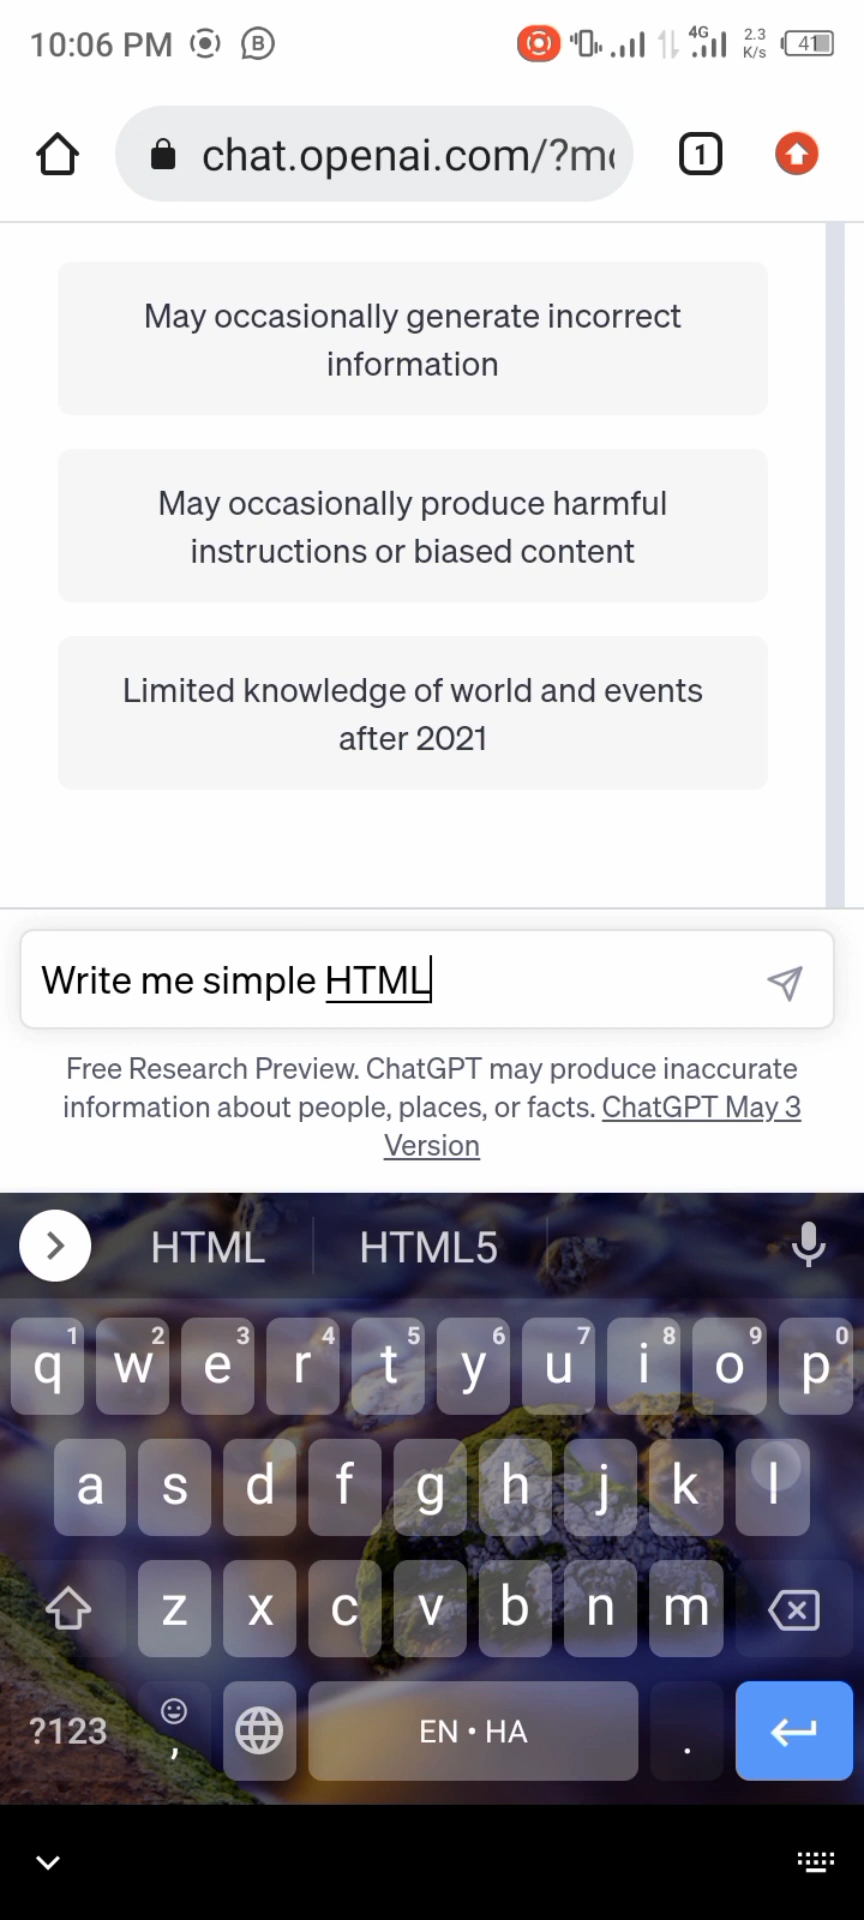 10:06 PM B 4G 2.3 K/s 41
chat.openai.com/?mo 1
May occasionally generate incorrect
information
May occasionally produce harmful
instructions or biased content
Limited knowledge of world and events
after 2021
Write me simple HTML
Free Research Preview. ChatGPT may produce inaccurate
information about people, places, or facts. ChatGPT May 3
Version
HTML HTML5
1 2 3 4 5 6 7 8 9 0
q w e r t y u i o p
a s d f g h j k l
z x c v b n m
?123 , EN • HA .